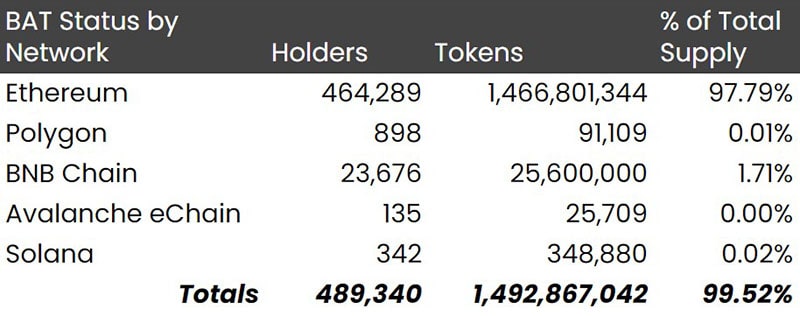 BAT Status by Network Holders Tokens % of Total Supply
Ethereum 464,289 1,466,801,344 97.79%
Polygon 898 91,109 0.01%
BNB Chain 23,676 25,600,000 1.71%
Avalanche eChain 135 25,709 0.00%
Solana 342 348,880 0.02%
Totals 489,340 1,492,867,042 99.52%